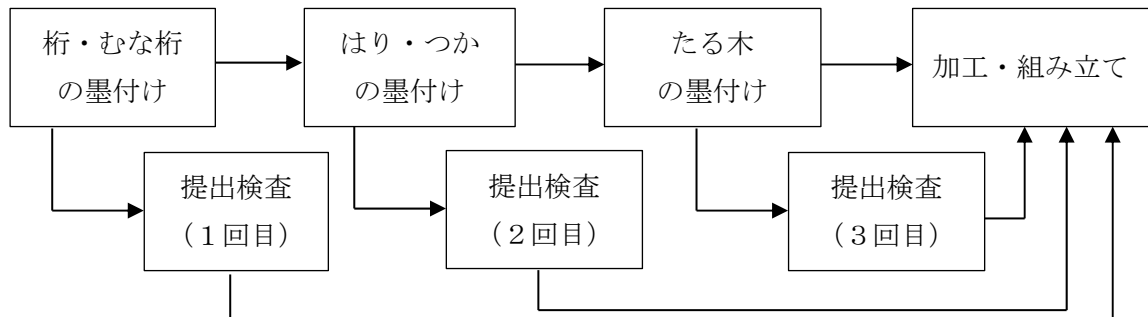 桁・むな桁
の墨付け
はり・つか
の墨付け
たる木
の墨付け
加工・組み立て
提出検査
（１回目）
提出検査
（２回目）
提出検査
（３回目）